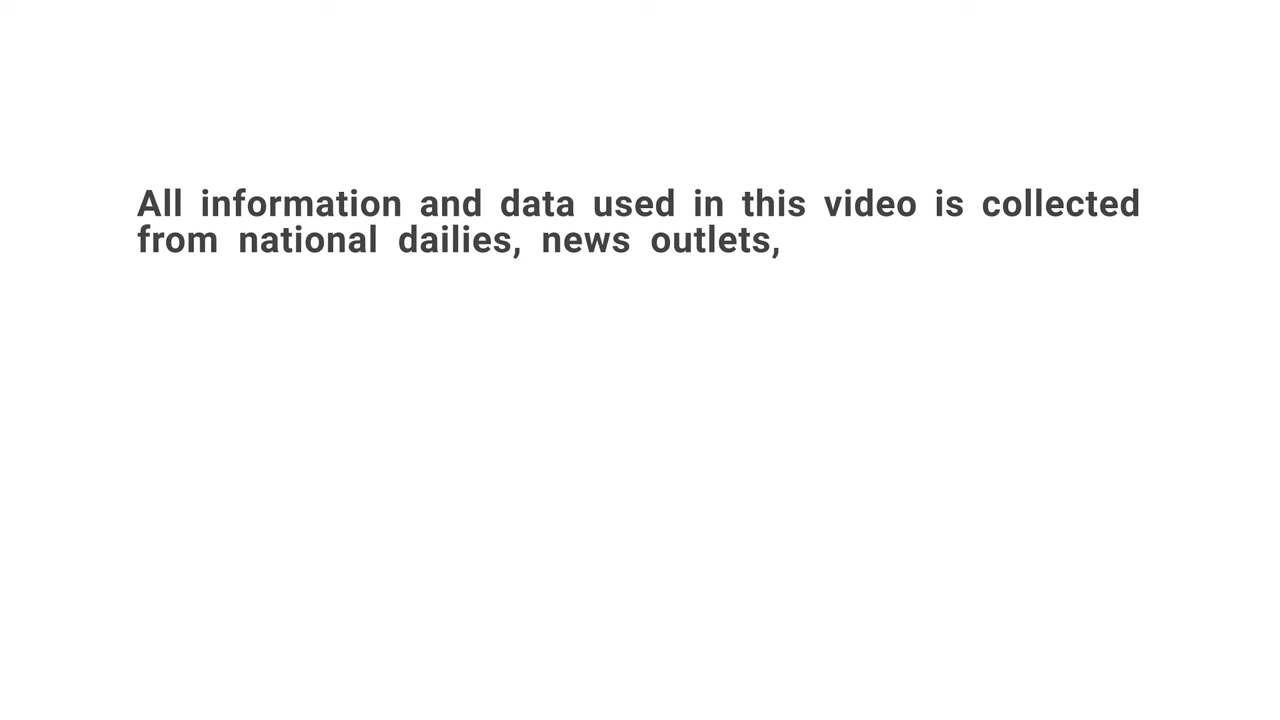 All information and data used in this video is collected
from national dailies, news outlets,